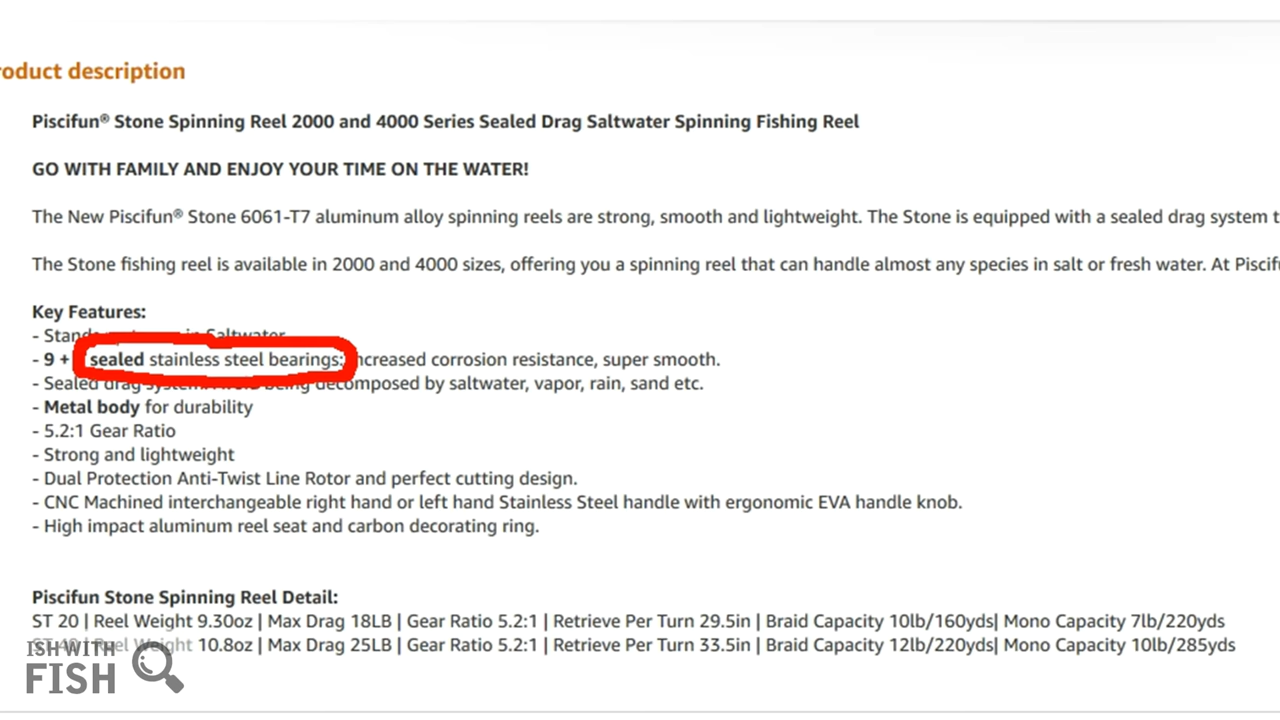 roduct description
Piscifun® Stone Spinning Reel 2000 and 4000 Series Sealed Drag Saltwater Spinning Fishing Reel
GO WITH FAMILY AND ENJOY YOUR TIME ON THE WATER!
The New Piscifun® Stone 6061-T7 aluminum alloy spinning reels are strong, smooth and lightweight. The Stone is equipped with a sealed drag system t
The Stone fishing reel is available in 2000 and 4000 sizes, offering you a spinning reel that can handle almost any species in salt or fresh water. At Piscifu
Key Features:
- in Saltwater
- 9 + sealed stainless steel bearings: increased corrosion resistance, super smooth.
- Sealed drag system. being decomposed by saltwater, vapor, rain, sand etc.
- Metal body for durability
- 5.2:1 Gear Ratio
- Strong and lightweight
- Dual Protection Anti-Twist Line Rotor and perfect cutting design.
- CNC Machined interchangeable right hand or left hand Stainless Steel handle with ergonomic EVA handle knob.
- High impact aluminum reel seat and carbon decorating ring.
Piscifun Stone Spinning Reel Detail:
ST 20 | Reel Weight 9.30oz | Max Drag 18LB | Gear Ratio 5.2:1 | Retrieve Per Turn 29.5in | Braid Capacity 10lb/160yds| Mono Capacity 7lb/220yds
ST 40 | Reel Weight 10.8oz | Max Drag 25LB | Gear Ratio 5.2:1 | Retrieve Per Turn 33.5in | Braid Capacity 12lb/220yds| Mono Capacity 10lb/285yds
ISH WITH
FISH